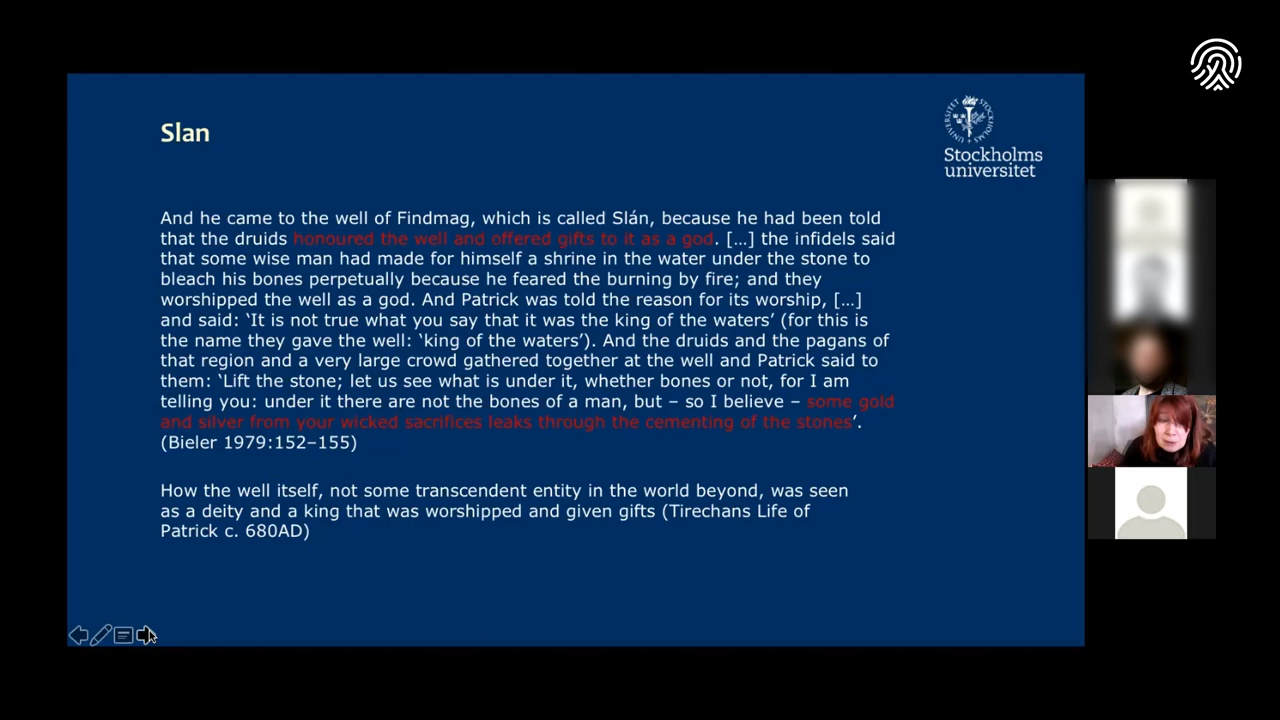 Slan
STOCKHOLMS UNIVERSITET
Stockholms
universitet
And he came to the well of Findmag, which is called Slán, because he had been told
that the druids honoured the well and offered gifts to it as a god. […] the infidels said
that some wise man had made for himself a shrine in the water under the stone to
bleach his bones perpetually because he feared the burning by fire; and they
worshipped the well as a god. And Patrick was told the reason for its worship, […]
and said: ‘It is not true what you say that it was the king of the waters’ (for this is
the name they gave the well: ‘king of the waters’). And the druids and the pagans of
that region and a very large crowd gathered together at the well and Patrick said to
them: ‘Lift the stone; let us see what is under it, whether bones or not, for I am
telling you: under it there are not the bones of a man, but – so I believe – some gold
and silver from your wicked sacrifices leaks through the cementing of the stones’.
(Bieler 1979:152–155)
How the well itself, not some transcendent entity in the world beyond, was seen
as a deity and a king that was worshipped and given gifts (Tirechans Life of
Patrick c. 680AD)